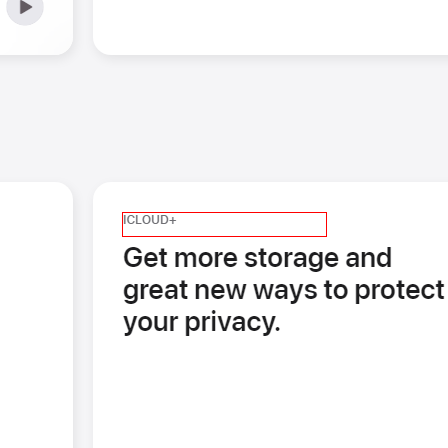 ICLOUD+
Get more storage and
great new ways to protect
your privacy.